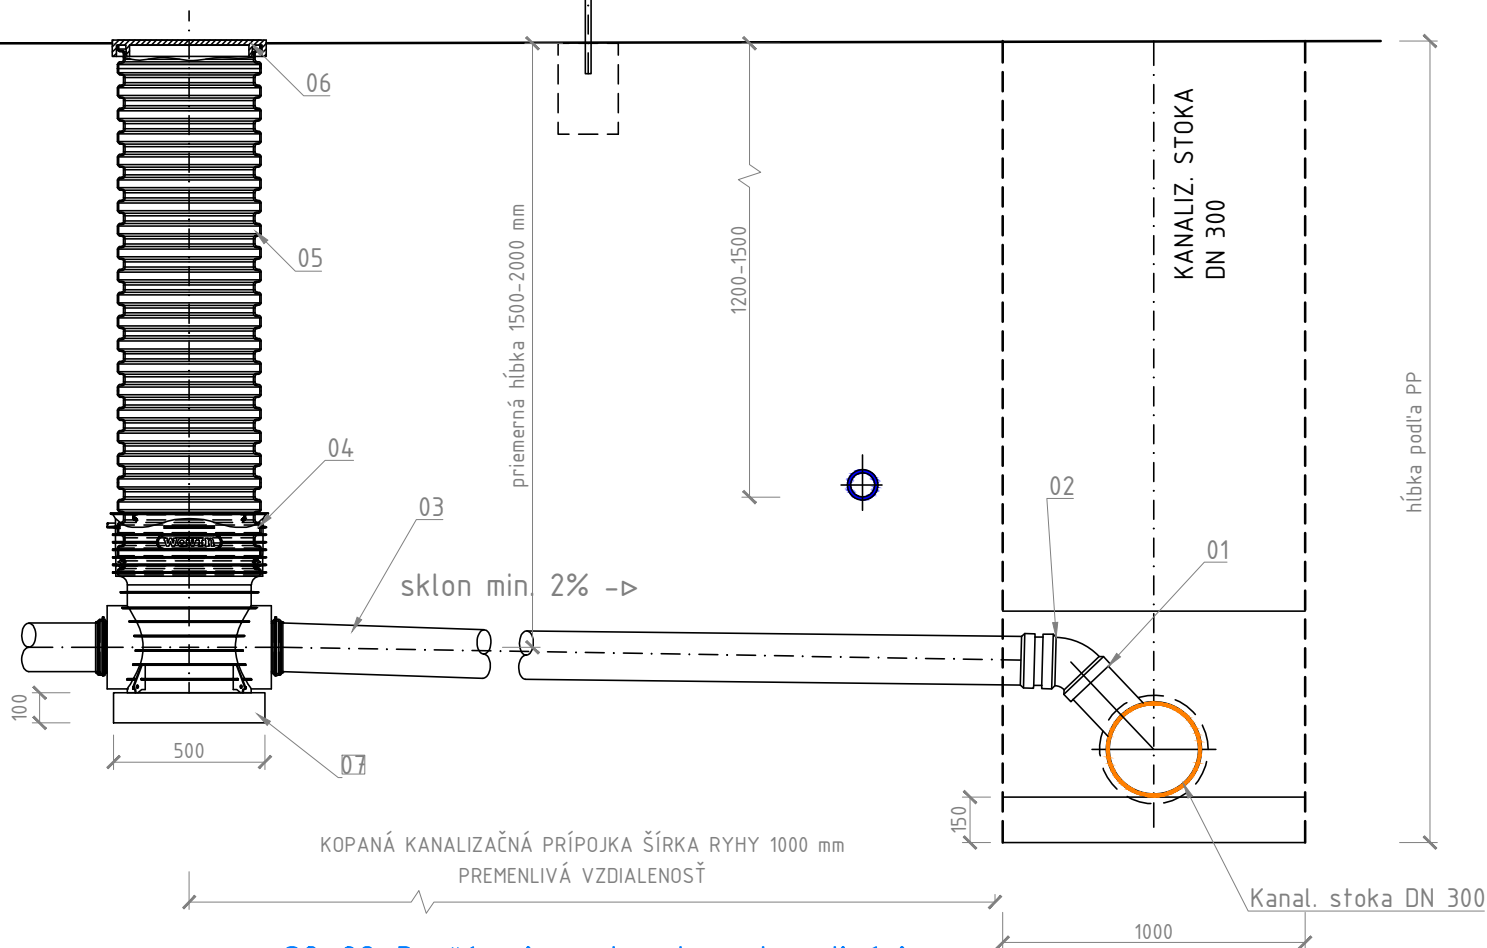 06
KANALIZ. STOKA
DN 300
05
priemerná hĺbka 1500-2000 mm
1200-1500
hĺbka podľa PP
04
03
02
01
wavin
sklon min. 2%
100
500
07
150
KOPANÁ KANALIZAČNÁ PRÍPOJKA ŠÍRKA RYHY 1000 mm
PREMENLIVÁ VZDIALENOSŤ
Kanal. stoka DN 300
1000